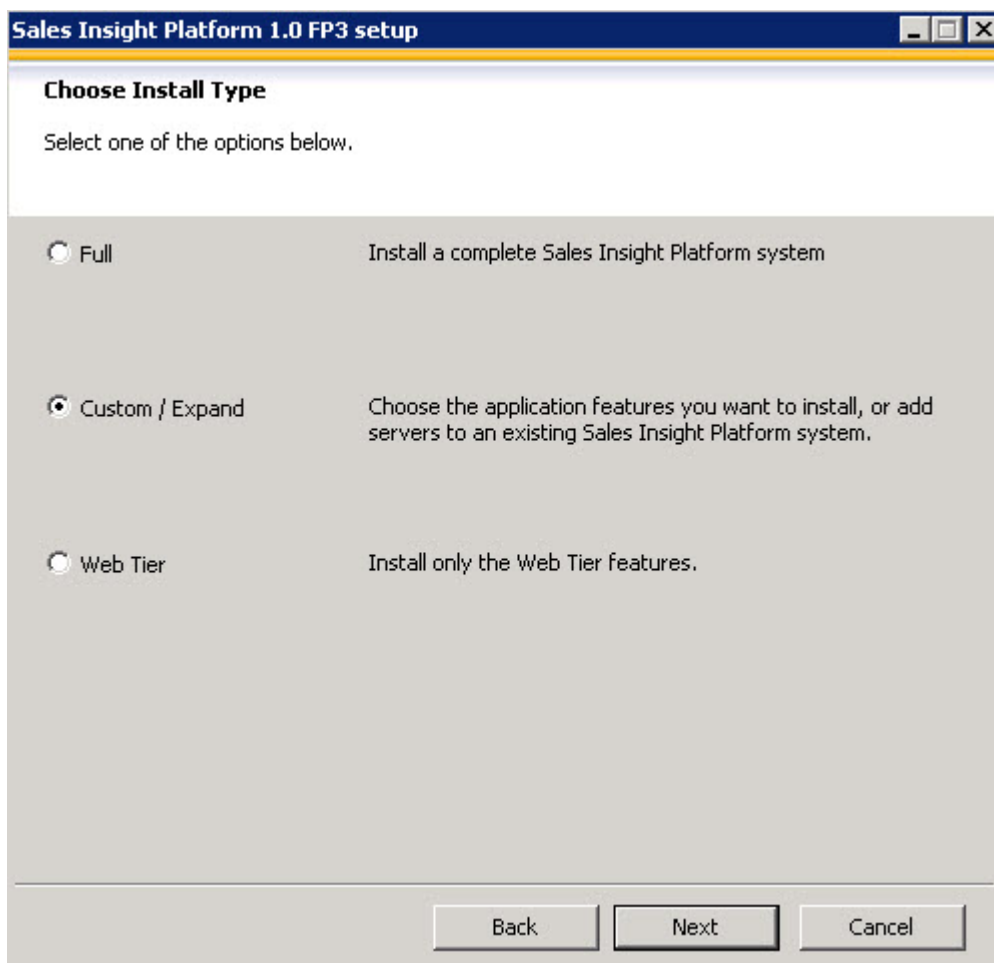 Sales Insight Platform 1.0 FP3 setup
Choose Install Type
Select one of the options below.
Full
Install a complete Sales Insight Platform system
Custom / Expand
Choose the application features you want to install, or add
servers to an existing Sales Insight Platform system.
Web Tier
Install only the Web Tier features.
Back
Next
Cancel